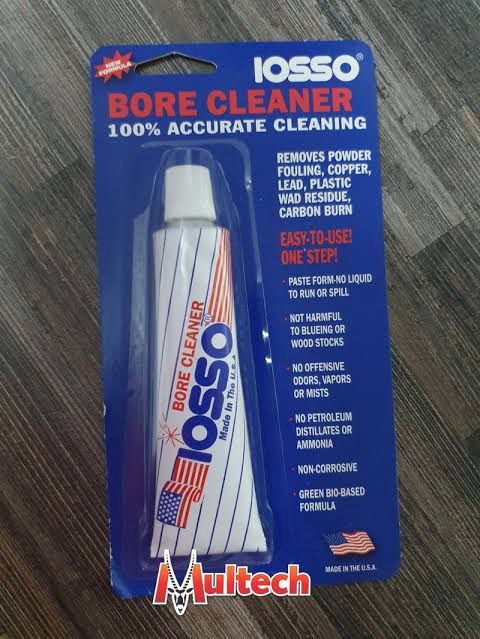 NEW
FORMULA
IOSSO®
BORE CLEANER
100% ACCURATE CLEANING
REMOVES POWDER
FOULING, COPPER,
LEAD, PLASTIC
WAD RESIDUE,
CARBON BURN
EASY-TO-USE!
ONE STEP!
· PASTE FORM-NO LIQUID
TO RUN OR SPILL
· NOT HARMFUL
TO BLUEING OR
WOOD STOCKS
· NO OFFENSIVE
ODORS, VAPORS
OR MISTS
· NO PETROLEUM
DISTILLATES OR
AMMONIA
· NON-CORROSIVE
· GREEN BIO-BASED
FORMULA
MADE IN THE U.S.A.
BORE CLEANER
IOSSO®
Made In The U.S.A
Multech